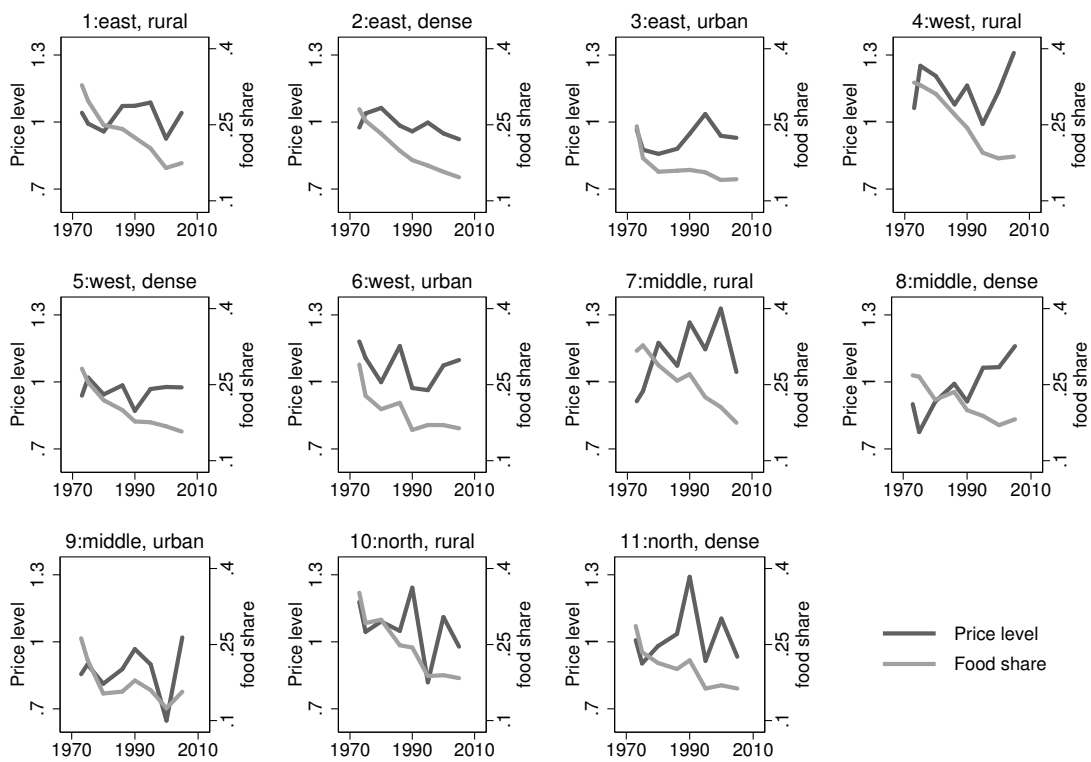 1:east, rural
Price level
.7 1 1.3
.1 .25 .4
food share
1970 1990 2010
2:east, dense
Price level
.7 1 1.3
.1 .25 .4
food share
1970 1990 2010
3:east, urban
Price level
.7 1 1.3
.1 .25 .4
food share
1970 1990 2010
4:west, rural
Price level
.7 1 1.3
.1 .25 .4
food share
1970 1990 2010
5:west, dense
Price level
.7 1 1.3
.1 .25 .4
food share
1970 1990 2010
6:west, urban
Price level
.7 1 1.3
.1 .25 .4
food share
1970 1990 2010
7:middle, rural
Price level
.7 1 1.3
.1 .25 .4
food share
1970 1990 2010
8:middle, dense
Price level
.7 1 1.3
.1 .25 .4
food share
1970 1990 2010
9:middle, urban
Price level
.7 1 1.3
.1 .25 .4
food share
1970 1990 2010
10:north, rural
Price level
.7 1 1.3
.1 .25 .4
food share
1970 1990 2010
11:north, dense
Price level
.7 1 1.3
.1 .25 .4
food share
1970 1990 2010
Price level
Food share